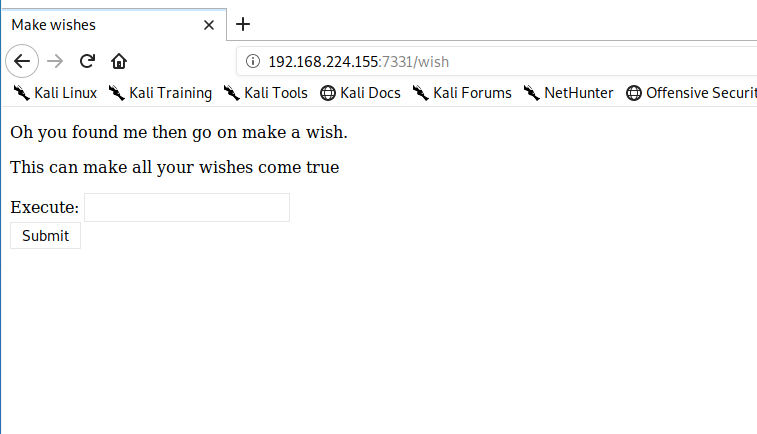 Make wishes
192.168.224.155:7331/wish
Kali Linux Kali Training Kali Tools Kali Docs Kali Forums NetHunter Offensive Securit
Oh you found me then go on make a wish.
This can make all your wishes come true
Execute:
Submit